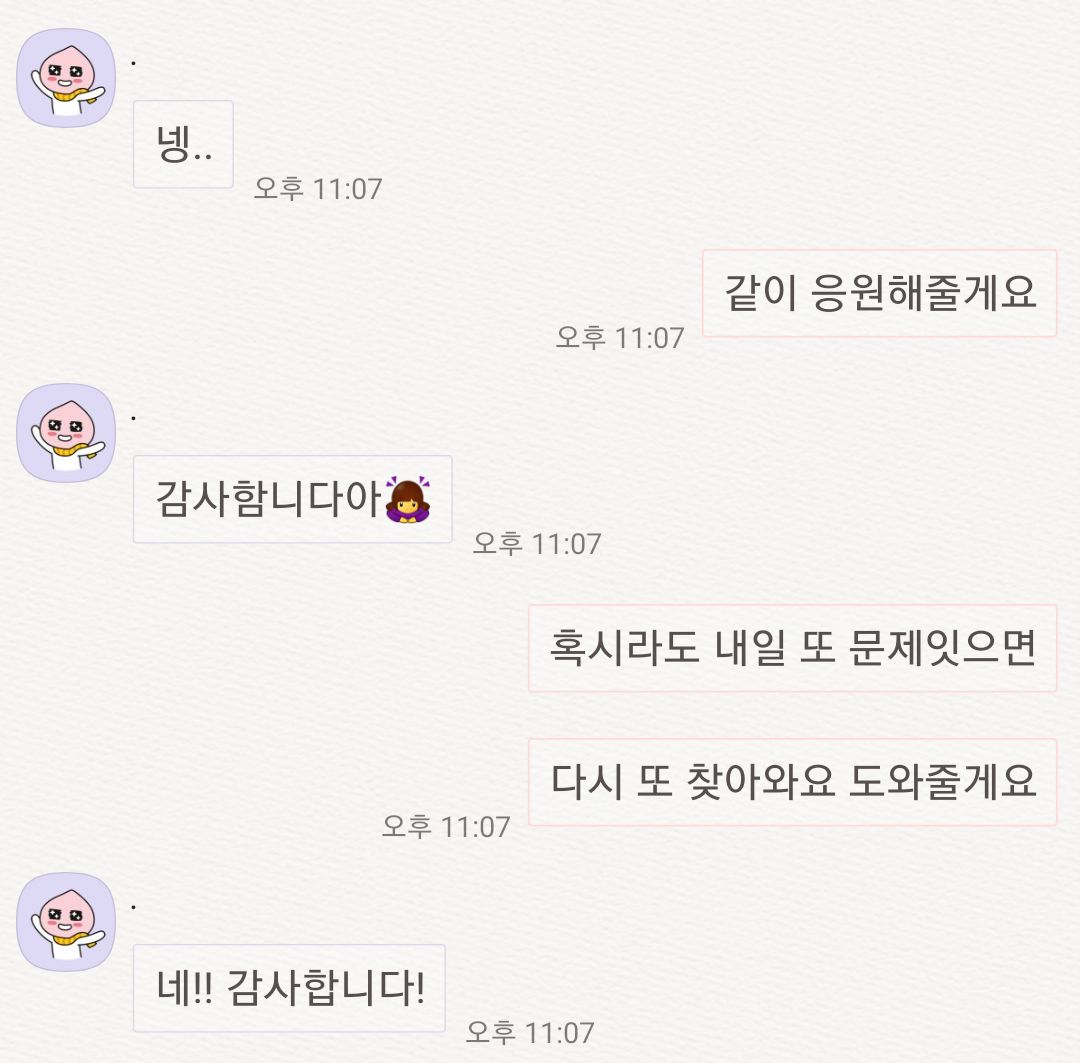 .
넹..
오후 11:07
같이 응원해줄게요
오후 11:07
.
감사함니다아🙇‍♀️
오후 11:07
혹시라도 내일 또 문제잇으면
다시 또 찾아와요 도와줄게요
오후 11:07
.
네!! 감사합니다!
오후 11:07